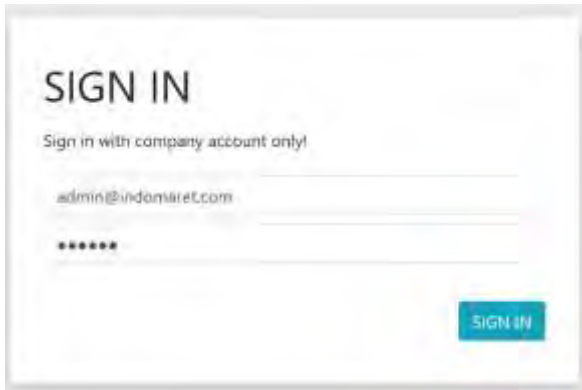 SIGN IN
Sign in with company account only!
admin@indomaret.com
••••••
SIGN IN